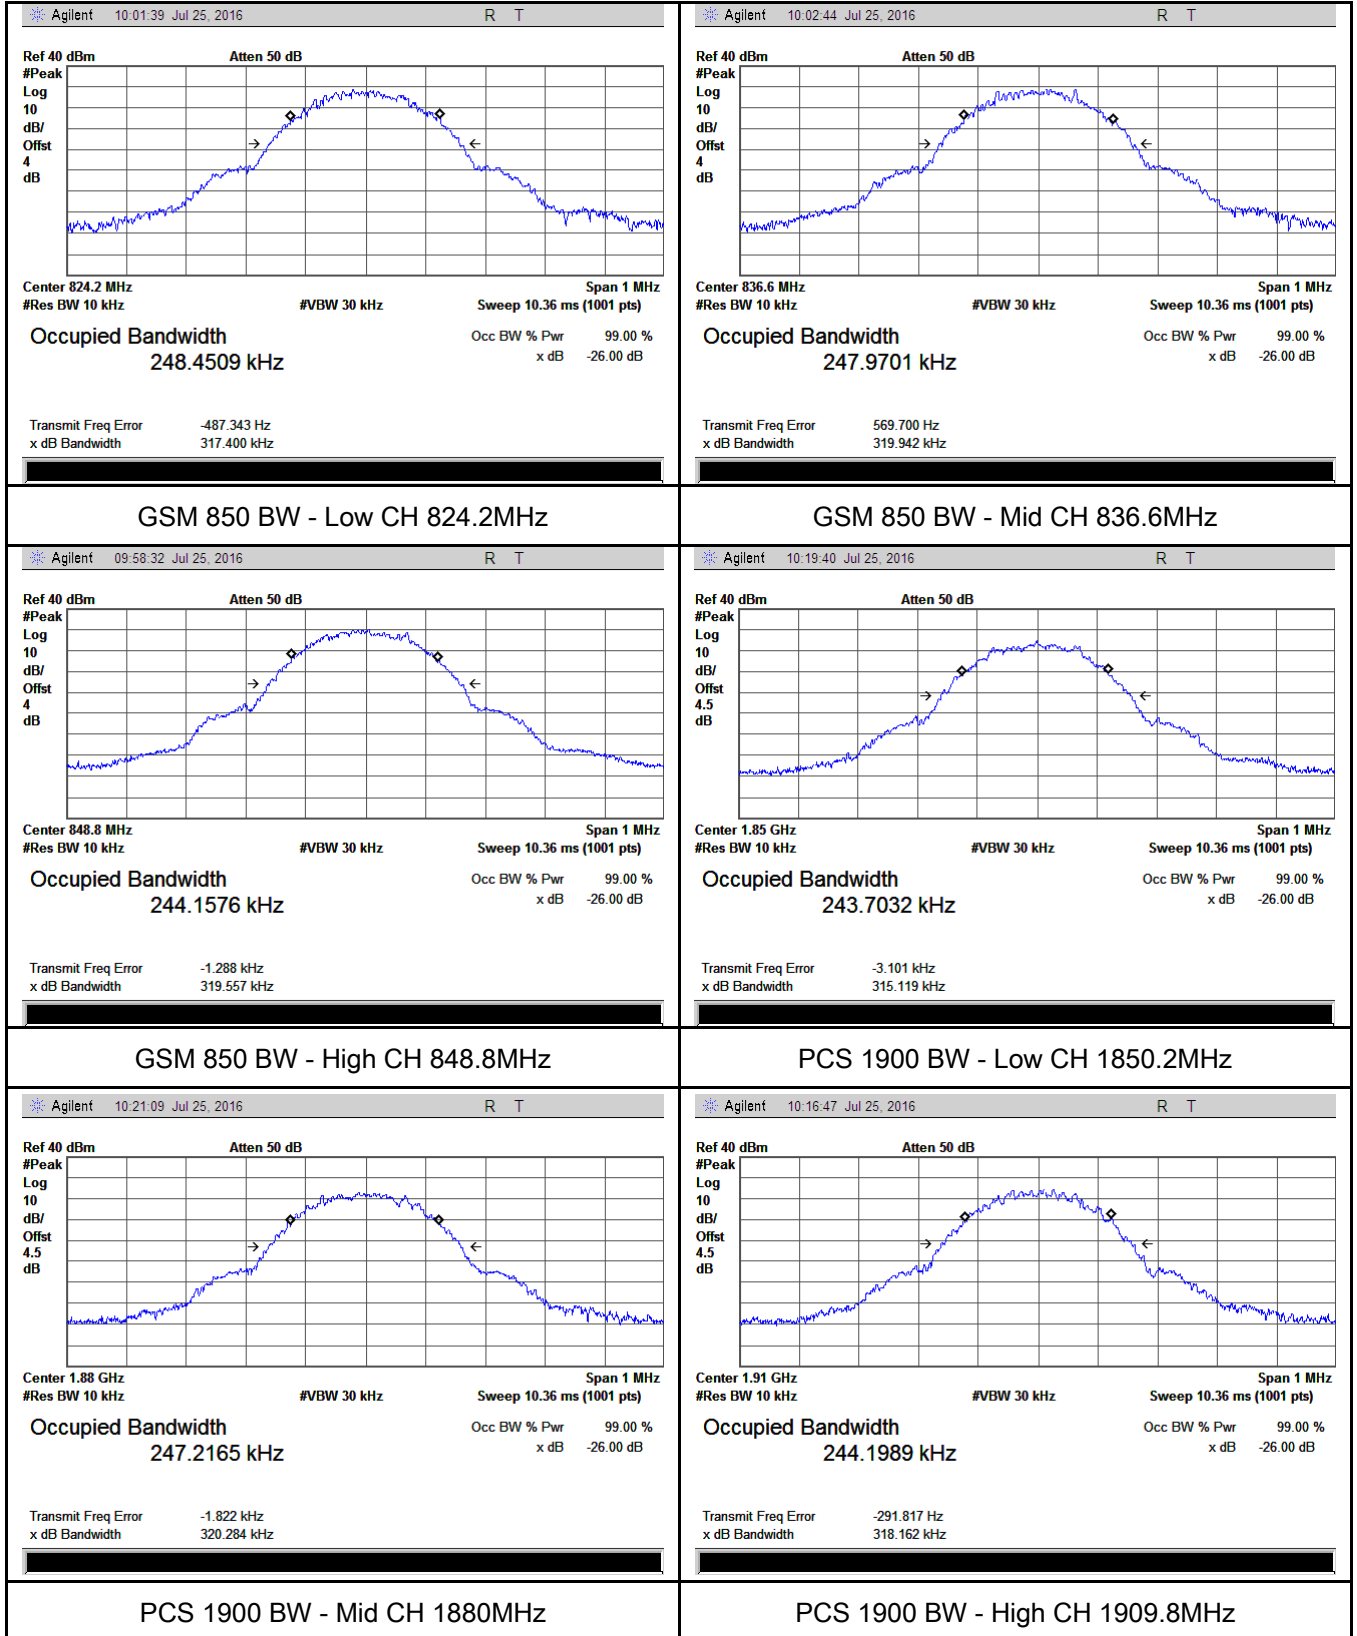 Agilent 10:01:39 Jul 25, 2016 R T
Ref 40 dBm Atten 50 dB
#Peak
Log
10
dB/
Offst
4
dB
Center 824.2 MHz Span 1 MHz
#Res BW 10 kHz #VBW 30 kHz Sweep 10.36 ms (1001 pts)
Occupied Bandwidth Occ BW % Pwr 99.00 %
248.4509 kHz x dB -26.00 dB
Transmit Freq Error -487.343 Hz
x dB Bandwidth 317.400 kHz
GSM 850 BW - Low CH 824.2MHz
Agilent 10:02:44 Jul 25, 2016 R T
Ref 40 dBm Atten 50 dB
#Peak
Log
10
dB/
Offst
4
dB
Center 836.6 MHz Span 1 MHz
#Res BW 10 kHz #VBW 30 kHz Sweep 10.36 ms (1001 pts)
Occupied Bandwidth Occ BW % Pwr 99.00 %
247.9701 kHz x dB -26.00 dB
Transmit Freq Error 569.700 Hz
x dB Bandwidth 319.942 kHz
GSM 850 BW - Mid CH 836.6MHz
Agilent 09:58:32 Jul 25, 2016 R T
Ref 40 dBm Atten 50 dB
#Peak
Log
10
dB/
Offst
4
dB
Center 848.8 MHz Span 1 MHz
#Res BW 10 kHz #VBW 30 kHz Sweep 10.36 ms (1001 pts)
Occupied Bandwidth Occ BW % Pwr 99.00 %
244.1576 kHz x dB -26.00 dB
Transmit Freq Error -1.288 kHz
x dB Bandwidth 319.557 kHz
GSM 850 BW - High CH 848.8MHz
Agilent 10:19:40 Jul 25, 2016 R T
Ref 40 dBm Atten 50 dB
#Peak
Log
10
dB/
Offst
4.5
dB
Center 1.85 GHz Span 1 MHz
#Res BW 10 kHz #VBW 30 kHz Sweep 10.36 ms (1001 pts)
Occupied Bandwidth Occ BW % Pwr 99.00 %
243.7032 kHz x dB -26.00 dB
Transmit Freq Error -3.101 kHz
x dB Bandwidth 315.119 kHz
PCS 1900 BW - Low CH 1850.2MHz
Agilent 10:21:09 Jul 25, 2016 R T
Ref 40 dBm Atten 50 dB
#Peak
Log
10
dB/
Offst
4.5
dB
Center 1.88 GHz Span 1 MHz
#Res BW 10 kHz #VBW 30 kHz Sweep 10.36 ms (1001 pts)
Occupied Bandwidth Occ BW % Pwr 99.00 %
247.2165 kHz x dB -26.00 dB
Transmit Freq Error -1.822 kHz
x dB Bandwidth 320.284 kHz
PCS 1900 BW - Mid CH 1880MHz
Agilent 10:16:47 Jul 25, 2016 R T
Ref 40 dBm Atten 50 dB
#Peak
Log
10
dB/
Offst
4.5
dB
Center 1.91 GHz Span 1 MHz
#Res BW 10 kHz #VBW 30 kHz Sweep 10.36 ms (1001 pts)
Occupied Bandwidth Occ BW % Pwr 99.00 %
244.1989 kHz x dB -26.00 dB
Transmit Freq Error -291.817 Hz
x dB Bandwidth 318.162 kHz
PCS 1900 BW - High CH 1909.8MHz